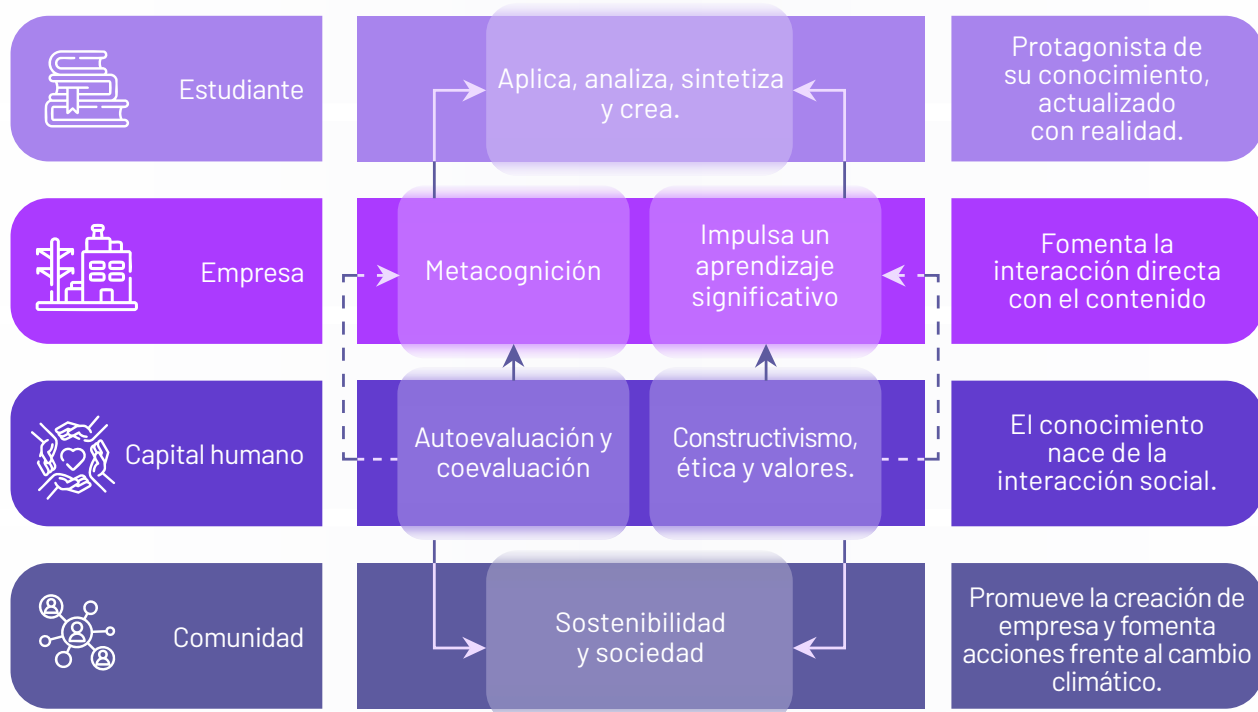 Estudiante
Aplica, analiza, sintetiza
y crea.
Protagonista de
su conocimiento,
actualizado
con realidad.
Empresa
Metacognición
Impulsa un
aprendizaje
significativo
Fomenta la
interacción directa
con el contenido
Capital humano
Autoevaluación y
coevaluación
Constructivismo,
ética y valores.
El conocimiento
nace de la
interacción social.
Comunidad
Sostenibilidad
y sociedad
Promueve la creación de
empresa y fomenta
acciones frente al cambio
climático.